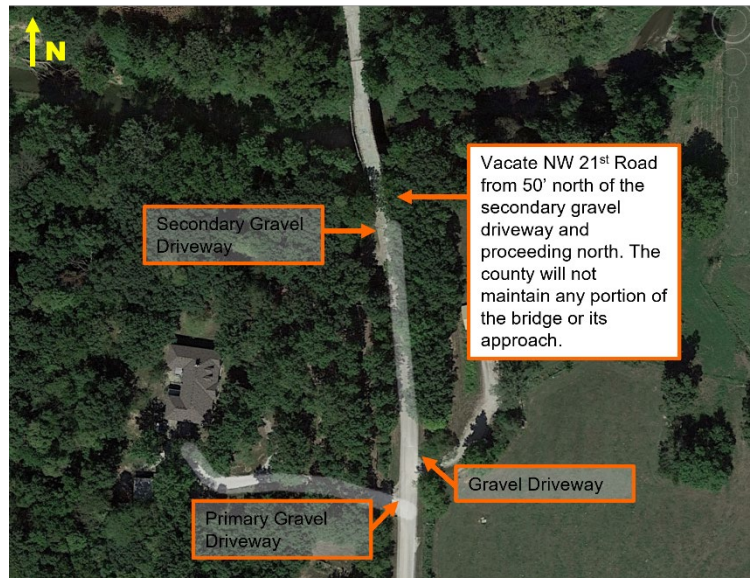 N
Vacate NW 21st Road
from 50’ north of the
secondary gravel
driveway and
proceeding north. The
county will not
maintain any portion of
the bridge or its
approach.
Secondary Gravel
Driveway
Gravel Driveway
Primary Gravel
Driveway